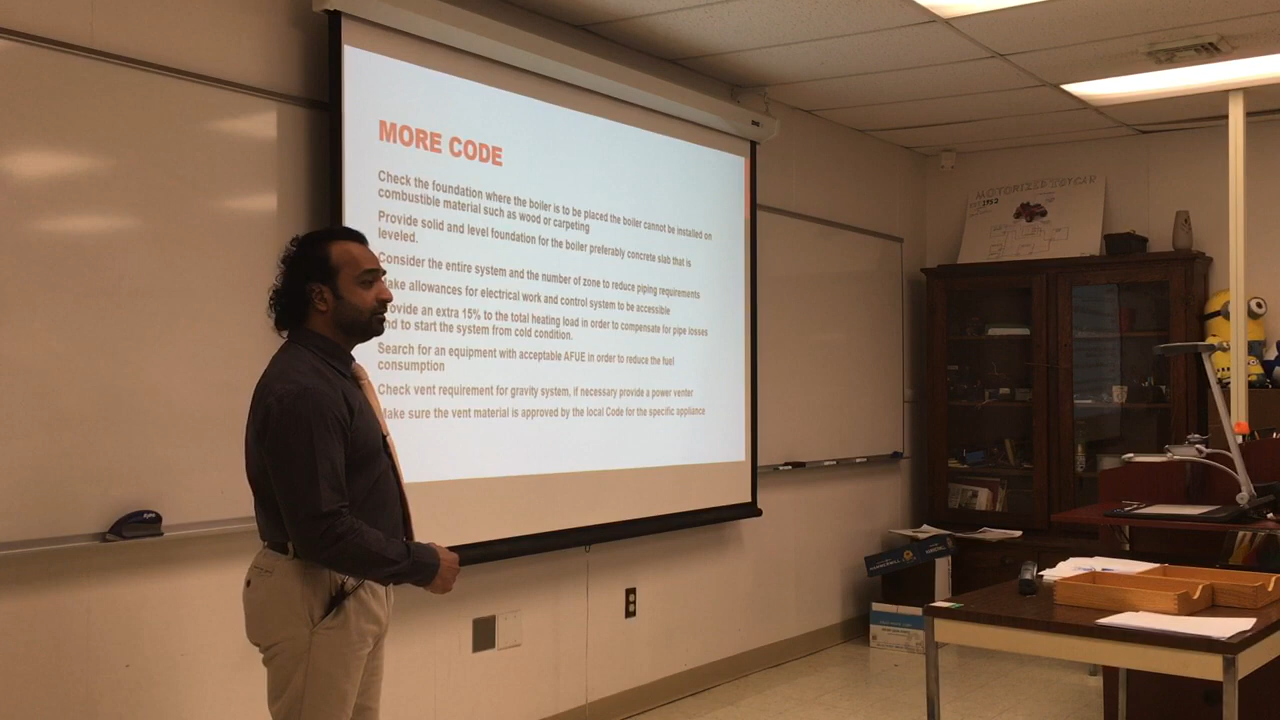 MORE CODE
Check the foundation where the boiler is to be placed the boiler cannot be installed on
combustible material such as wood or carpeting
Provide solid and level foundation for the boiler preferably concrete slab that is
leveled.
Consider the entire system and the number of zone to reduce piping requirements
ake allowances for electrical work and control system to be accessible
rovide an extra 15% to the total heating load in order to compensate for pipe losses
nd to start the system from cold condition.
Search for an equipment with acceptable AFUE in order to reduce the fuel
consumption
Check vent requirement for gravity system, if necessary provide a power venter
Make sure the vent material is approved by the local Code for the specific appliance
MOTORIZED TOY CAR